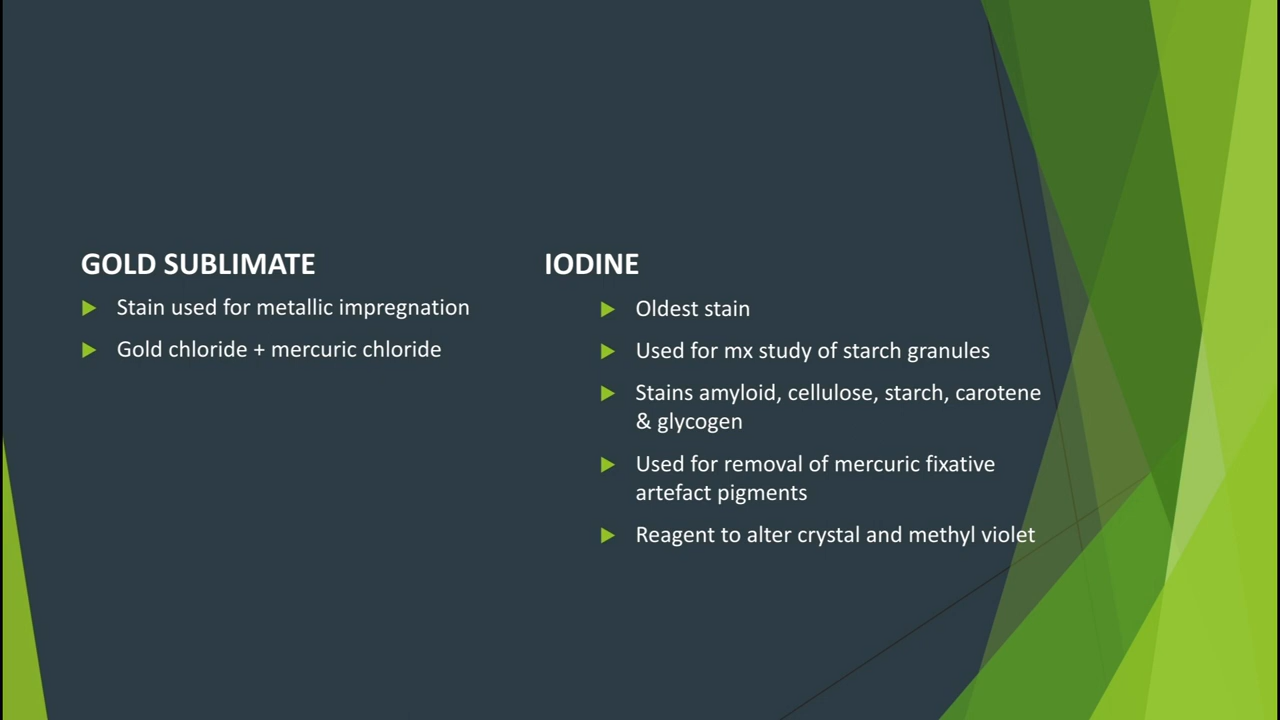 GOLD SUBLIMATE
Stain used for metallic impregnation
Gold chloride + mercuric chloride
IODINE
Oldest stain
Used for mx study of starch granules
Stains amyloid, cellulose, starch, carotene
& glycogen
Used for removal of mercuric fixative
artefact pigments
Reagent to alter crystal and methyl violet